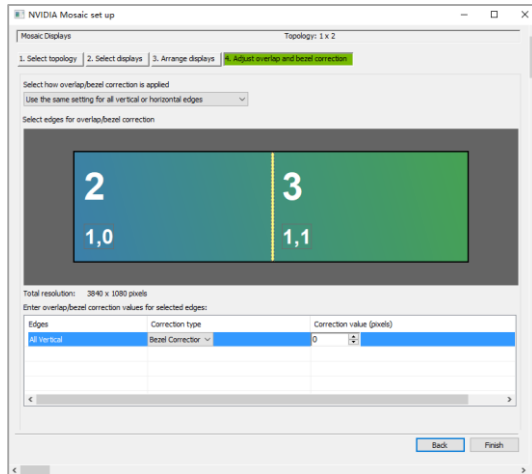 NVIDIA Mosaic set up
Mosaic Displays Topology: 1 x 2
1. Select topology 2. Select displays 3. Arrange displays 4. Adjust overlap and bezel correction
Select how overlap/bezel correction is applied
Use the same setting for all vertical or horizontal edges
Select edges for overlap/bezel correction
2 3
1,0 1,1
Total resolution: 3840 x 1080 pixels
Enter overlap/bezel correction values for selected edges:
Edges Correction type Correction value (pixels)
All Vertical Bezel Correctior 0
Back Finish